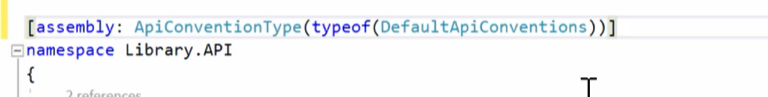 [assembly: ApiConventionType(typeof(DefaultApiConventions))]
namespace Library.API
{
2 references